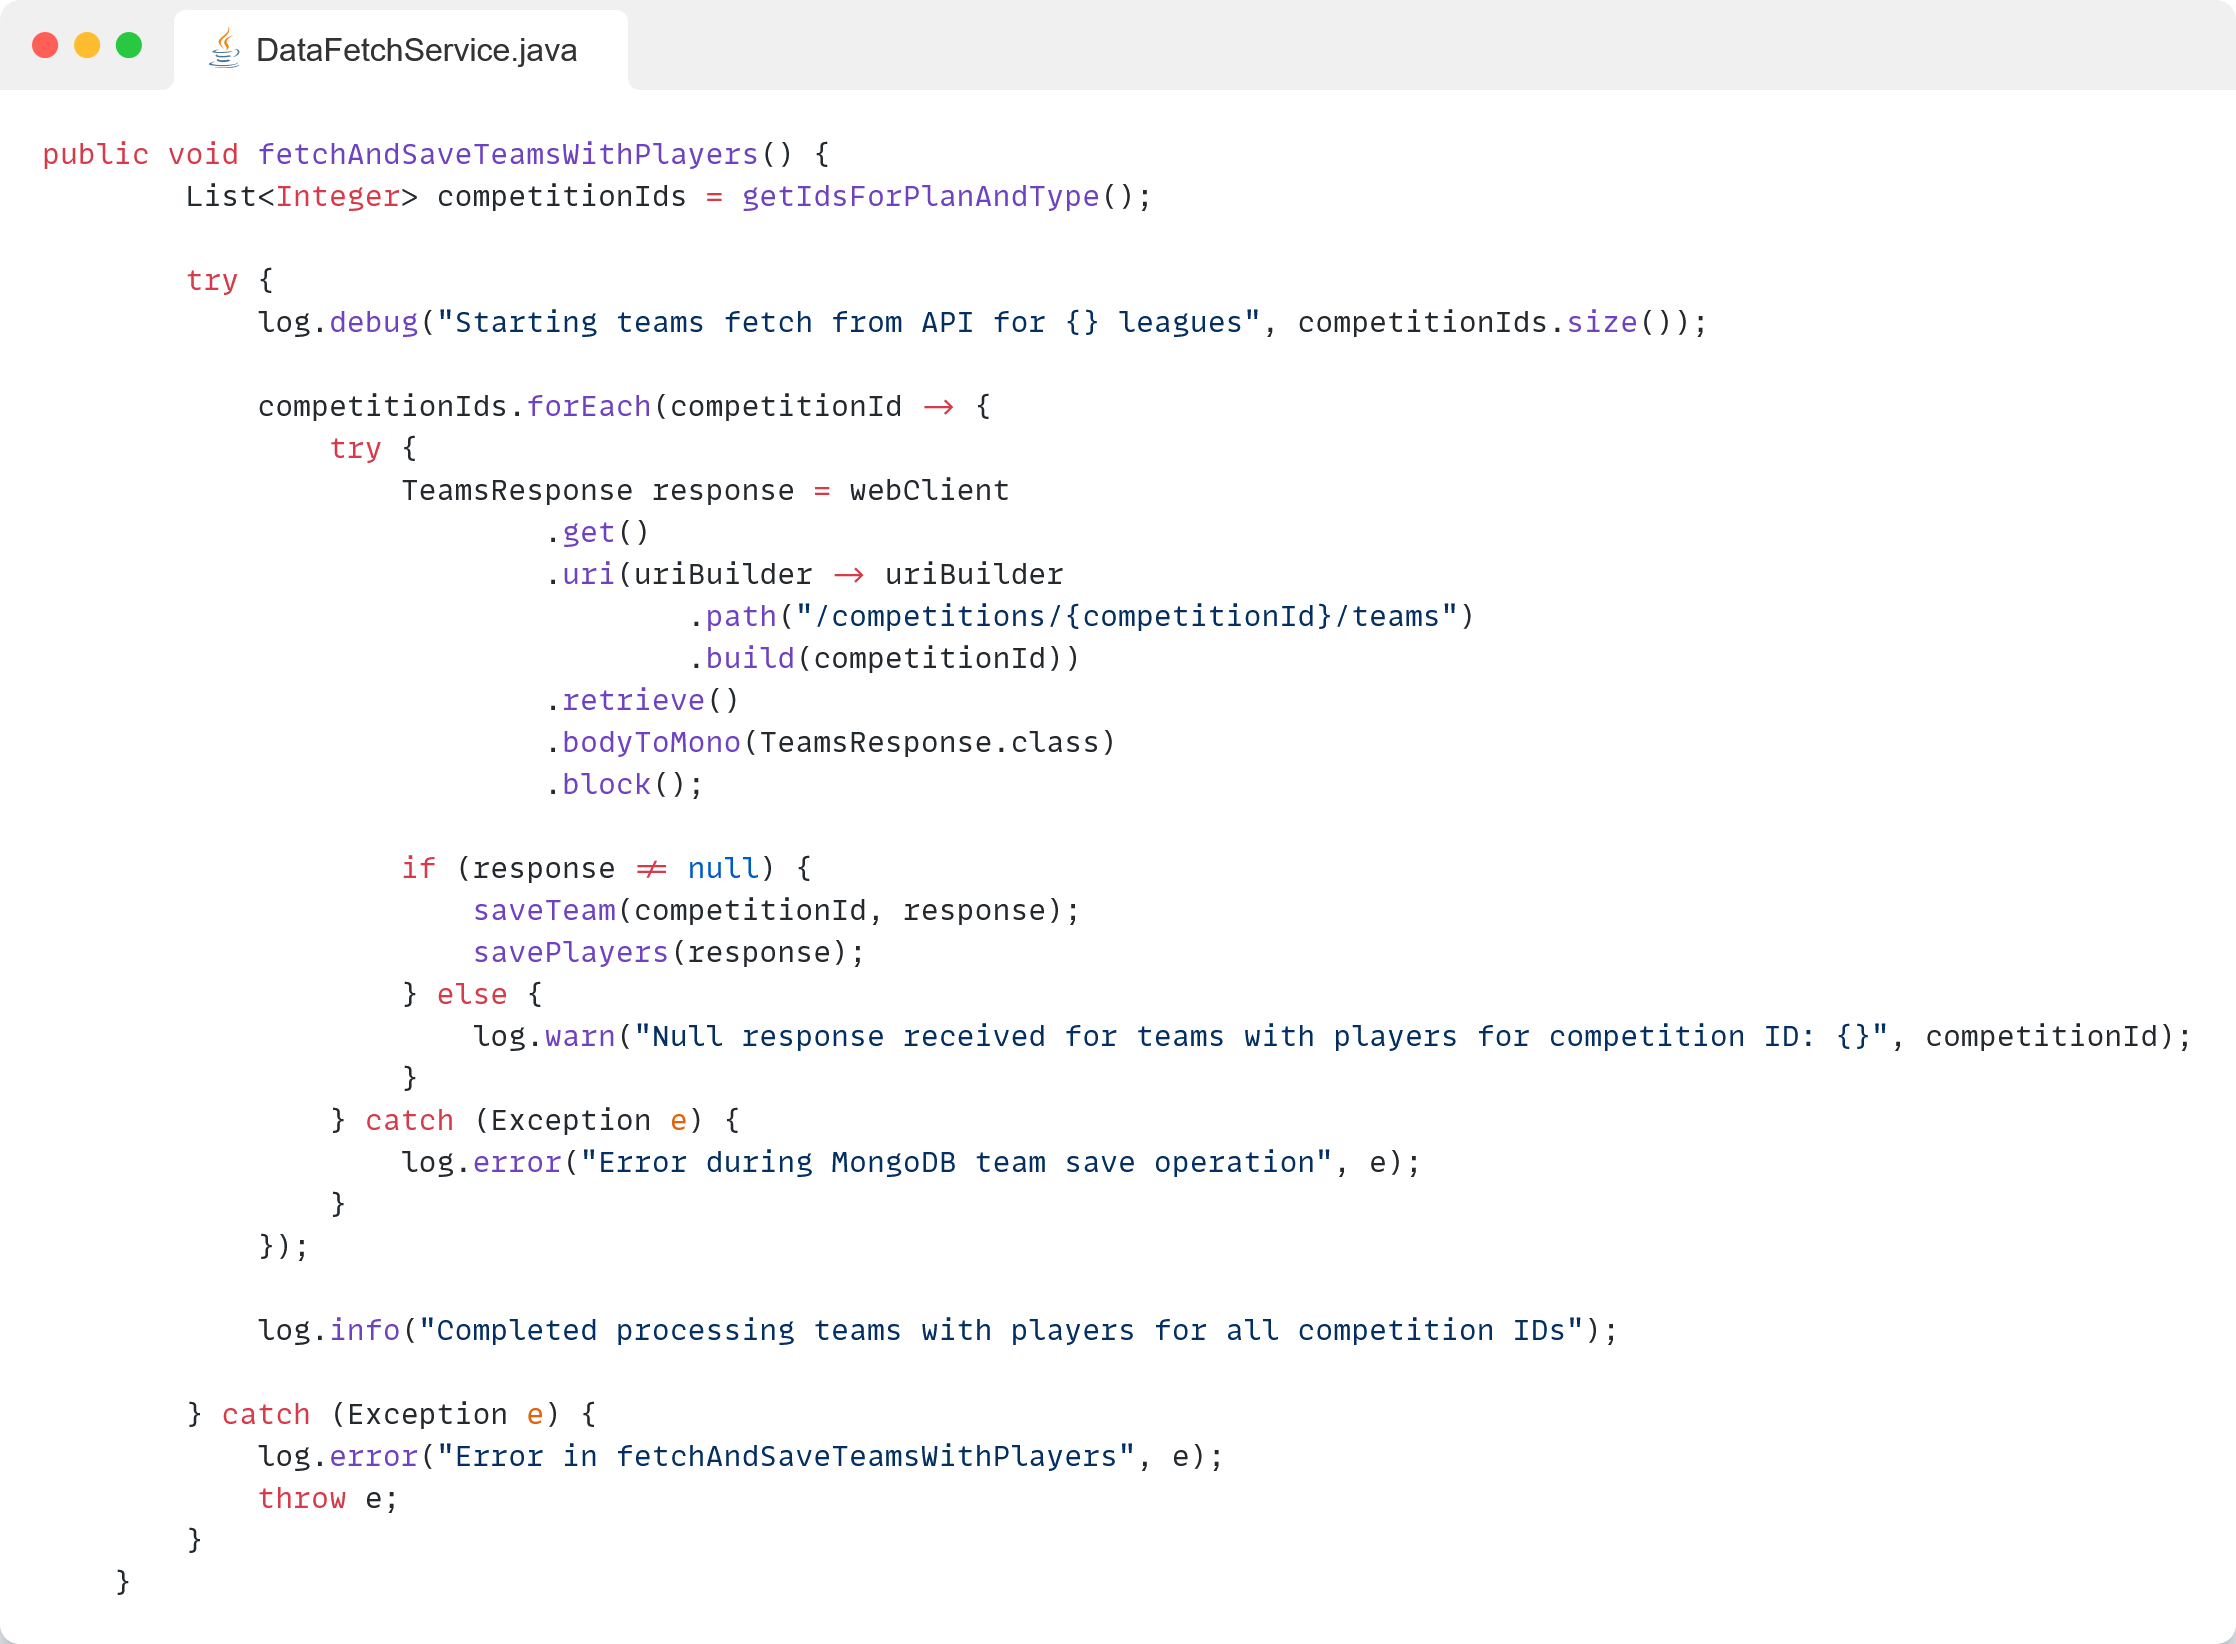 DataFetchService.java
public void fetchAndSaveTeamsWithPlayers() {
        List<Integer> competitionIds = getIdsForPlanAndType();

        try {
            log.debug("Starting teams fetch from API for {} leagues", competitionIds.size());

            competitionIds.forEach(competitionId -> {
                try {
                    TeamsResponse response = webClient
                            .get()
                            .uri(uriBuilder -> uriBuilder
                                    .path("/competitions/{competitionId}/teams")
                                    .build(competitionId))
                            .retrieve()
                            .bodyToMono(TeamsResponse.class)
                            .block();

                    if (response != null) {
                        saveTeam(competitionId, response);
                        savePlayers(response);
                    } else {
                        log.warn("Null response received for teams with players for competition ID: {}", competitionId);
                    }
                } catch (Exception e) {
                    log.error("Error during MongoDB team save operation", e);
                }
            });

            log.info("Completed processing teams with players for all competition IDs");

        } catch (Exception e) {
            log.error("Error in fetchAndSaveTeamsWithPlayers", e);
            throw e;
        }
    }